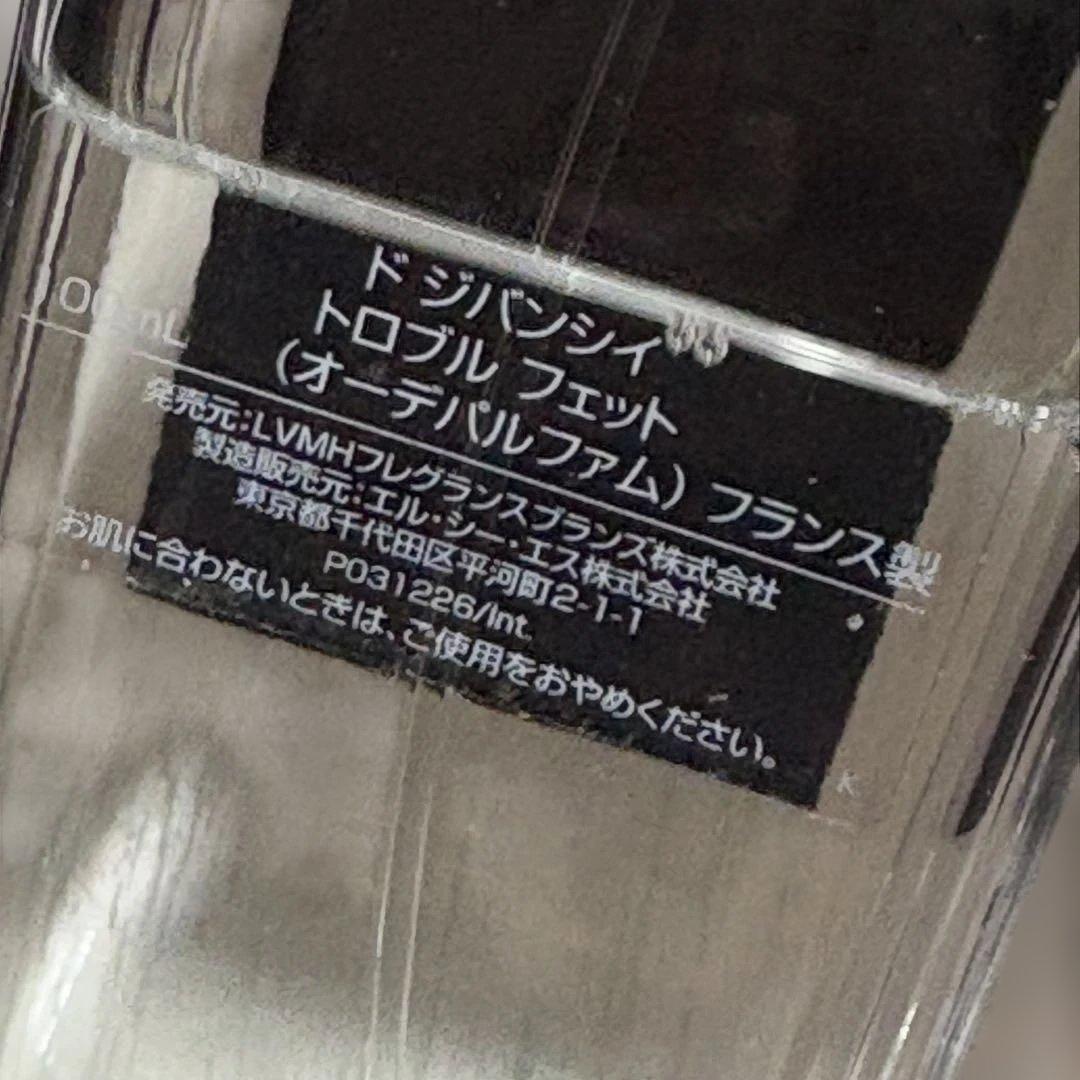 ド ジバンシイ
トロブル フェット
(オーデパルファム) フランス製
100mL
発売元:LVMHフレグランスブランズ株式会社
製造販売元:エル・シー・エス株式会社
東京都千代田区平河町2-1-1
P031226/Int.
お肌に合わないときは、ご使用をおやめください。
K